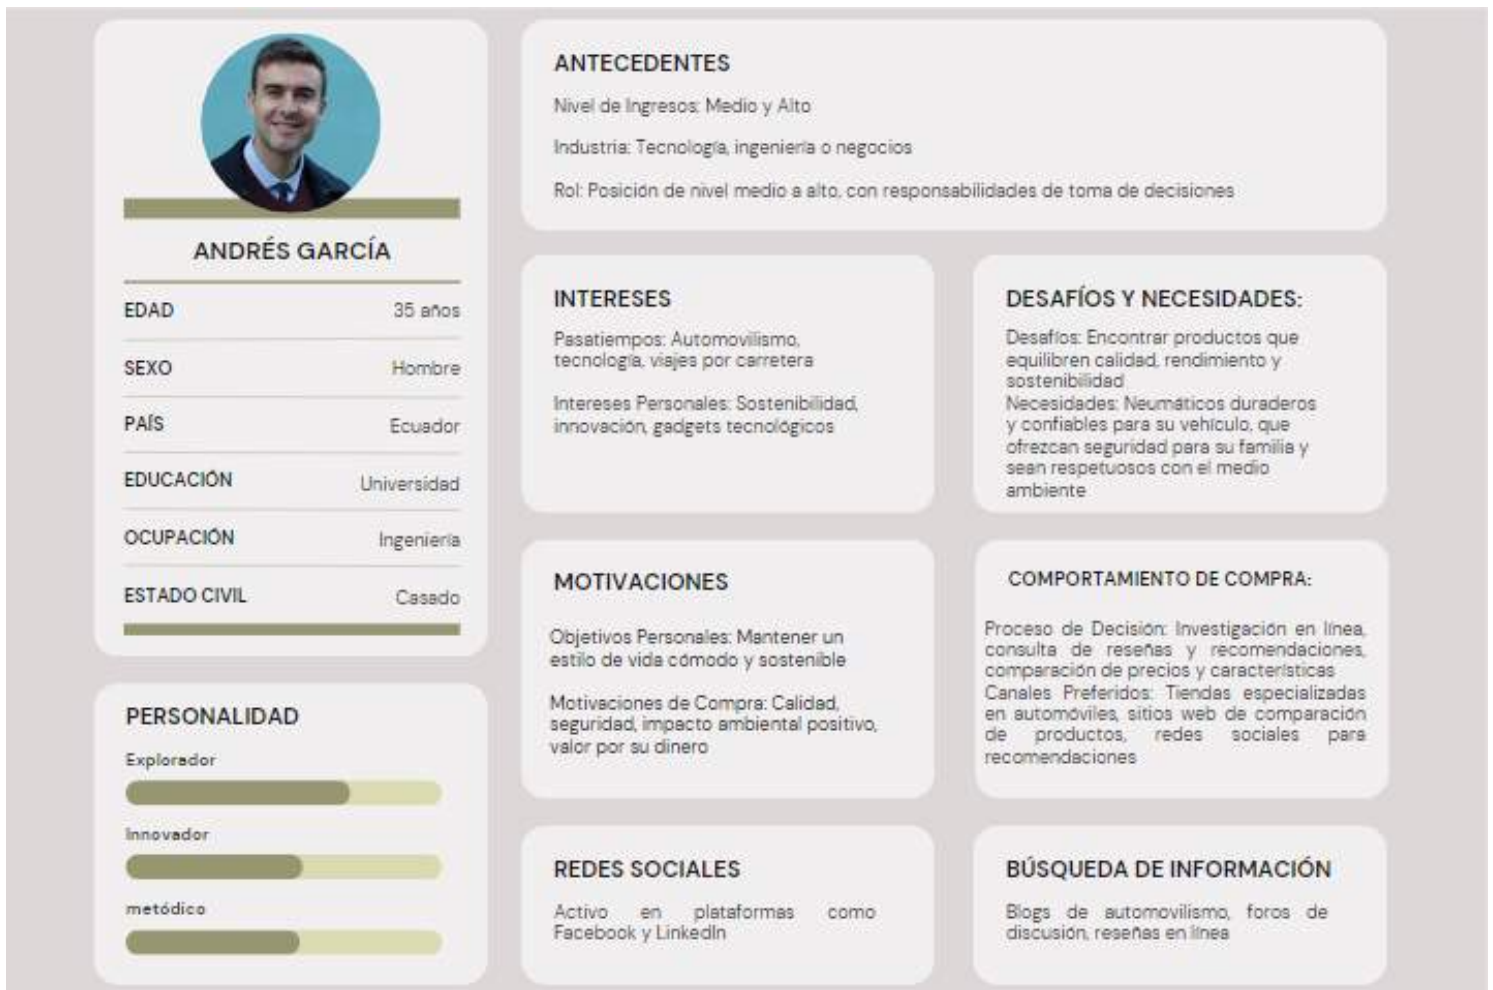 ANDRÉS GARCÍA
EDAD 35 años
SEXO Hombre
PAÍS Ecuador
EDUCACIÓN Universidad
OCUPACIÓN Ingeniería
ESTADO CIVIL Casado
PERSONALIDAD
Explorador
Innovador
metódico
ANTECEDENTES
Nivel de Ingresos: Medio y Alto
Industria: Tecnología, ingeniería o negocios
Rol: Posición de nivel medio a alto, con responsabilidades de toma de decisiones
INTERESES
Pasatiempos: Automovilismo,
tecnología, viajes por carretera
Intereses Personales: Sostenibilidad,
innovación, gadgets tecnológicos
DESAFÍOS Y NECESIDADES:
Desafíos: Encontrar productos que
equilibren calidad, rendimiento y
sostenibilidad
Necesidades: Neumáticos duraderos
y confiables para su vehículo, que
ofrezcan seguridad para su familia y
sean respetuosos con el medio
ambiente
MOTIVACIONES
Objetivos Personales: Mantener un
estilo de vida cómodo y sostenible
Motivaciones de Compra: Calidad,
seguridad, impacto ambiental positivo,
valor por su dinero
COMPORTAMIENTO DE COMPRA:
Proceso de Decisión: Investigación en línea,
consulta de reseñas y recomendaciones,
comparación de precios y características
Canales Preferidos: Tiendas especializadas
en automóviles, sitios web de comparación
de productos, redes sociales para
recomendaciones
REDES SOCIALES
Activo en plataformas como
Facebook y LinkedIn
BÚSQUEDA DE INFORMACIÓN
Blogs de automovilismo, foros de
discusión, reseñas en línea